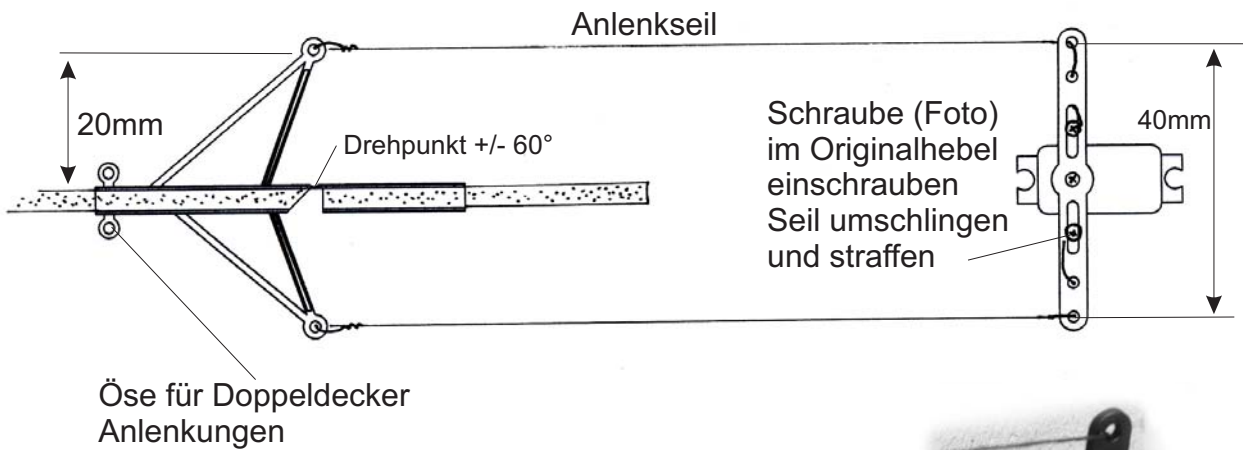 Anlenkseil
20mm
Drehpunkt +/- 60°
Schraube (Foto)
im Originalhebel
einschrauben
Seil umschlingen
und straffen
40mm
Öse für Doppeldecker
Anlenkungen